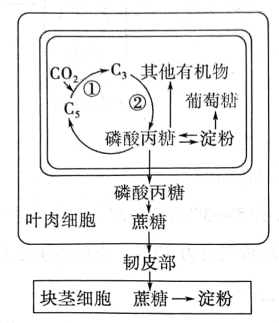 CO₂
C₃
其他有机物
①
葡萄糖
C₅
②
磷酸丙糖
淀粉
磷酸丙糖
叶肉细胞
蔗糖
韧皮部
块茎细胞 蔗糖 淀粉